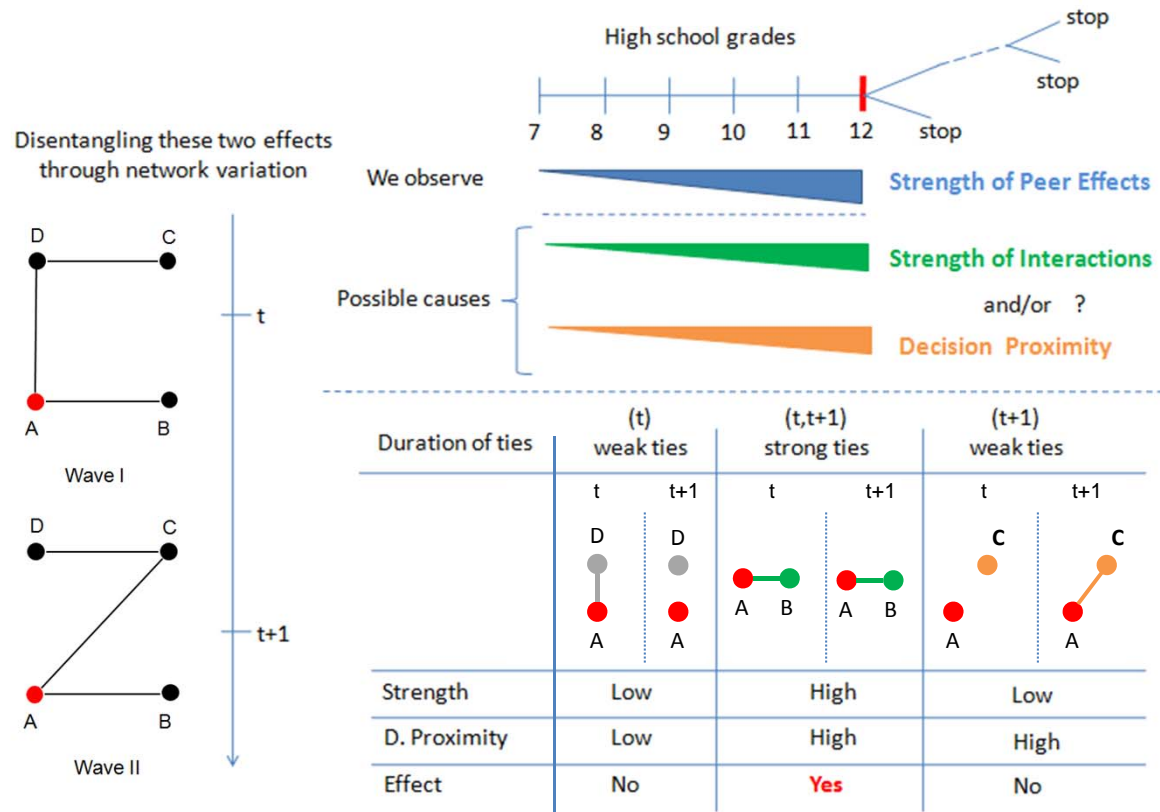 High school grades
stop
stop
stop
7 8 9 10 11 12
Disentangling these two effects
through network variation
We observe
Strength of Peer Effects
Possible causes
Strength of Interactions
and/or ?
Decision Proximity
D C
A B
Wave I
t
D C
A B
Wave II
t+1
Duration of ties
(t)
weak ties
(t,t+1)
strong ties
(t+1)
weak ties
t t+1 t t+1 t t+1
D D C C
A B A B
A A A A
Strength Low High Low
D. Proximity Low High High
Effect No Yes No